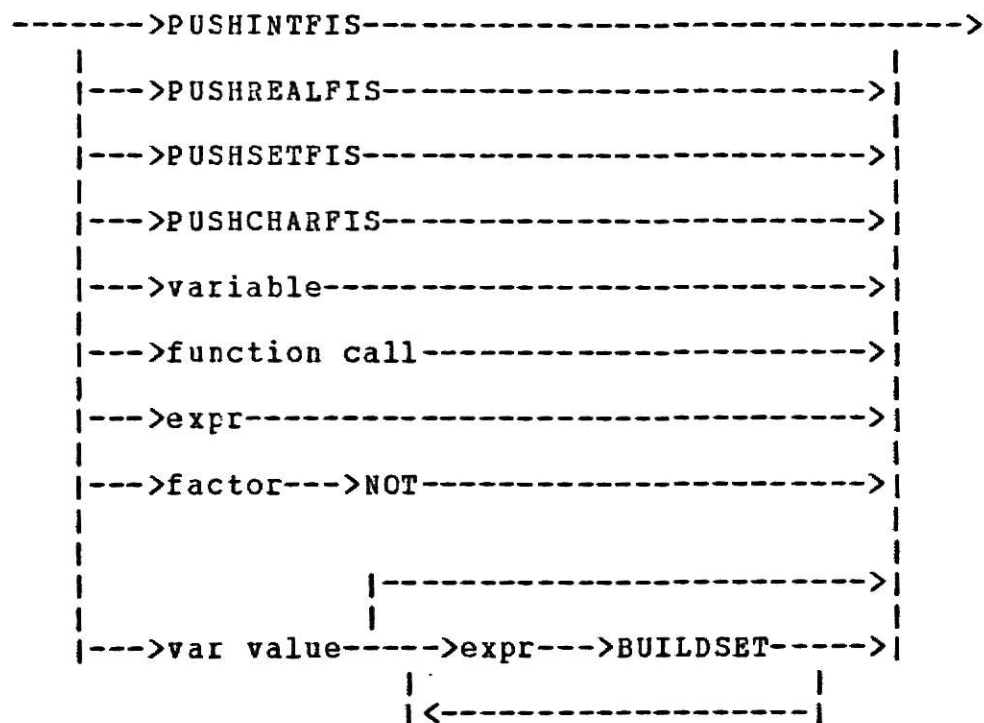 ------->PUSHINTFIS------------------------------->
|--->PUSHREALFIS------------------------->|
|--->PUSHSETFIS-------------------------->|
|--->PUSHCHARFIS------------------------->|
|--->variable---------------------------->|
|--->function call----------------------->|
|--->expr-------------------------------->|
|--->factor--->NOT----------------------->|
|------------------------->|
|--->var value----->expr--->BUILDSET----->|
|<-------------------|